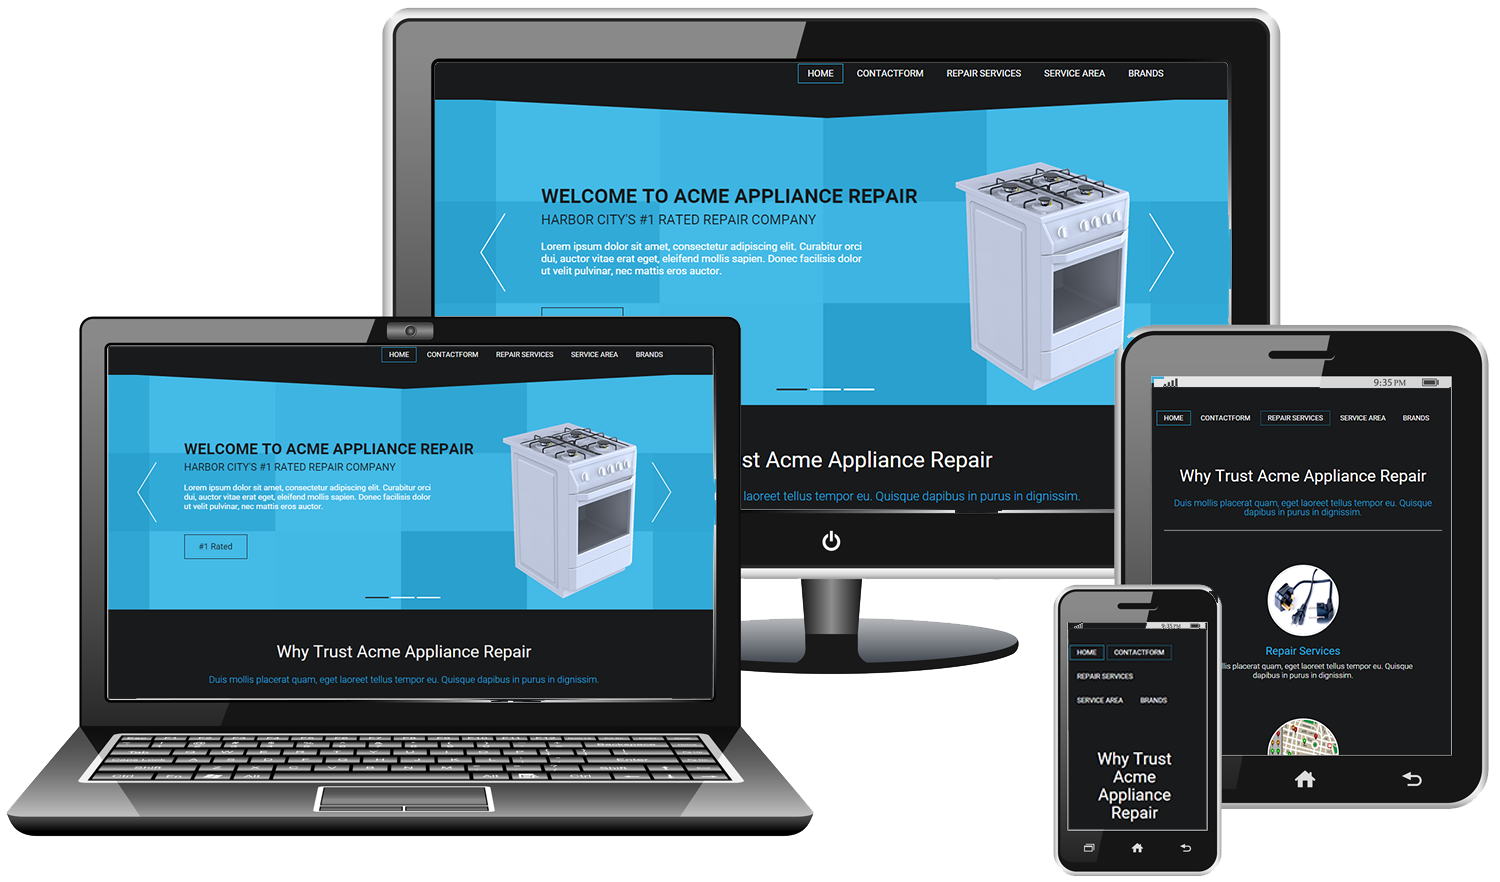 HOME CONTACTFORM REPAIR SERVICES SERVICE AREA BRANDS
WELCOME TO ACME APPLIANCE REPAIR
HARBOR CITY'S #1 RATED REPAIR COMPANY
Lorem ipsum dolor sit amet, consectetur adipiscing elit. Curabitur orci
dui, auctor vitae erat eget, eleifend mollis sapien. Donec facilisis dolor
ut velit pulvinar, nec mattis eros auctor.
st Acme Appliance Repair
laoreet tellus tempor eu. Quisque dapibus in purus in dignissim.
HOME CONTACTFORM REPAIR SERVICES SERVICE AREA BRANDS
WELCOME TO ACME APPLIANCE REPAIR
HARBOR CITY'S #1 RATED REPAIR COMPANY
Lorem ipsum dolor sit amet, consectetur adipiscing elit. Curabitur orci
dui, auctor vitae erat eget, eleifend mollis sapien. Donec facilisis dolor
ut velit pulvinar, nec mattis eros auctor.
#1 Rated
Why Trust Acme Appliance Repair
Duis mollis placerat quam, eget laoreet tellus tempor eu. Quisque dapibus in purus in dignissim.
9:35 PM
HOME CONTACTFORM REPAIR SERVICES SERVICE AREA BRANDS
Why Trust Acme Appliance Repair
Duis mollis placerat quam, eget laoreet tellus tempor eu. Quisque
dapibus in purus in dignissim.
Repair Services
llis placerat quam, eget laoreet tellus tempor eu. Quisque
dapibus in purus in dignissim.
9:35 PM
HOME CONTACTFORM
REPAIR SERVICES
SERVICE AREA BRANDS
Why Trust
Acme
Appliance
Repair